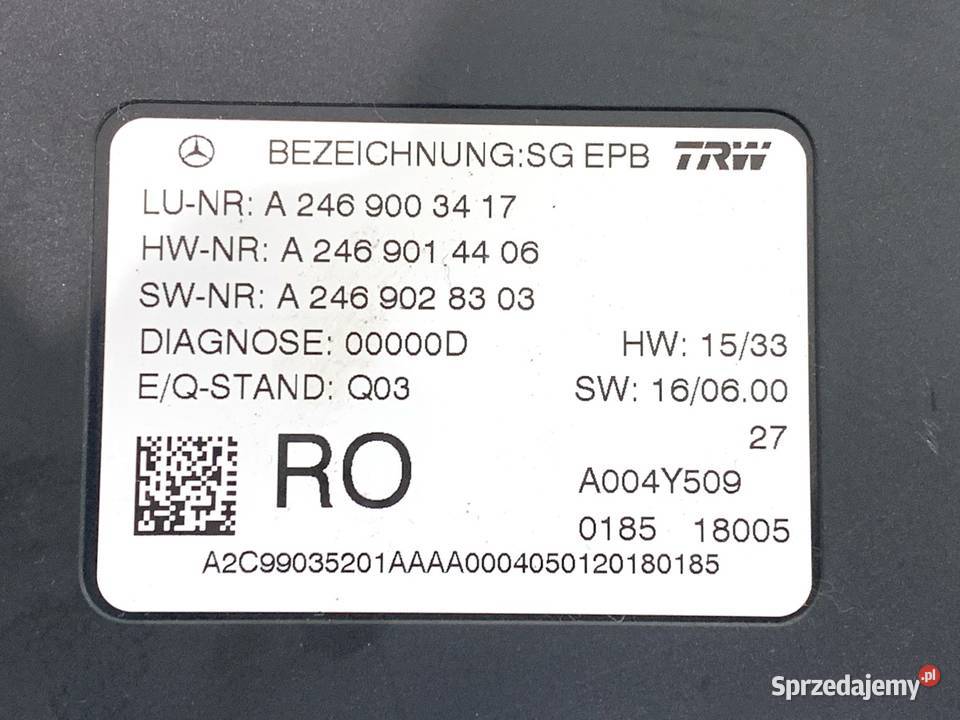 BEZEICHNUNG:SG EPB TRW
LU-NR: A 246 900 34 17
HW-NR: A 246 901 44 06
SW-NR: A 246 902 83 03
DIAGNOSE: 00000D HW: 15/33
E/Q-STAND: Q03 SW: 16/06.00
27
RO
A004Y509
0185 18005
A2C99035201AAAA0004050120180185
Sprzedajemy.pl